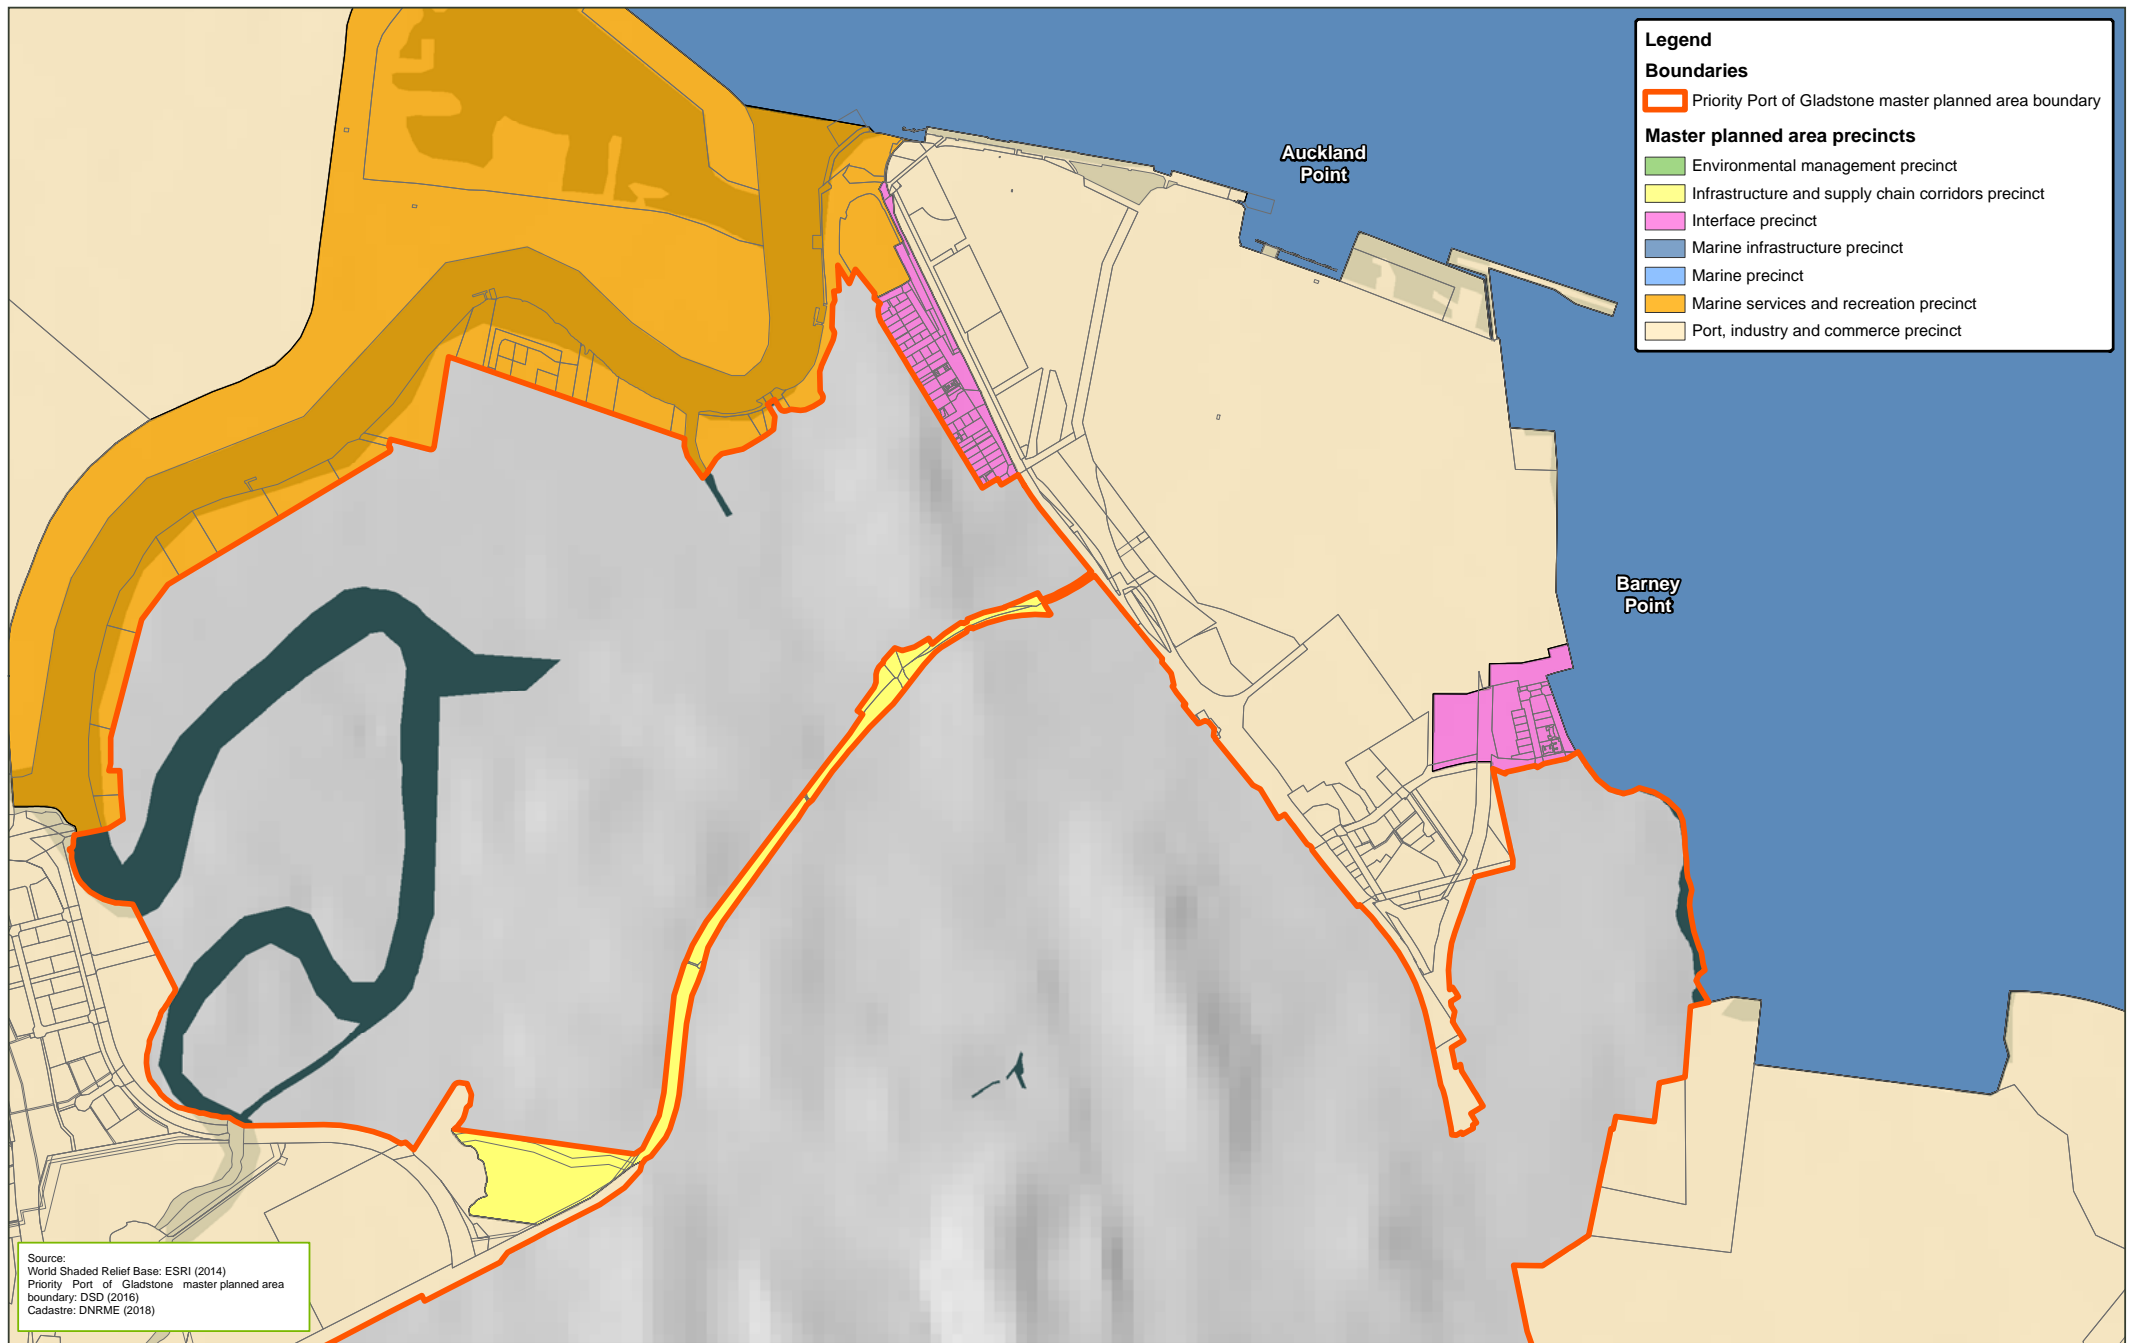 Legend
Boundaries
Priority Port of Gladstone master planned area boundary
Master planned area precincts
Environmental management precinct
Infrastructure and supply chain corridors precinct
Interface precinct
Marine infrastructure precinct
Marine precinct
Marine services and recreation precinct
Port, industry and commerce precinct
Auckland
Point
Barney
Point
Source:
World Shaded Relief Base: ESRI (2014)
Priority Port of Gladstone master planned area
boundary: DSD (2016)
Cadastre: DNRME (2018)